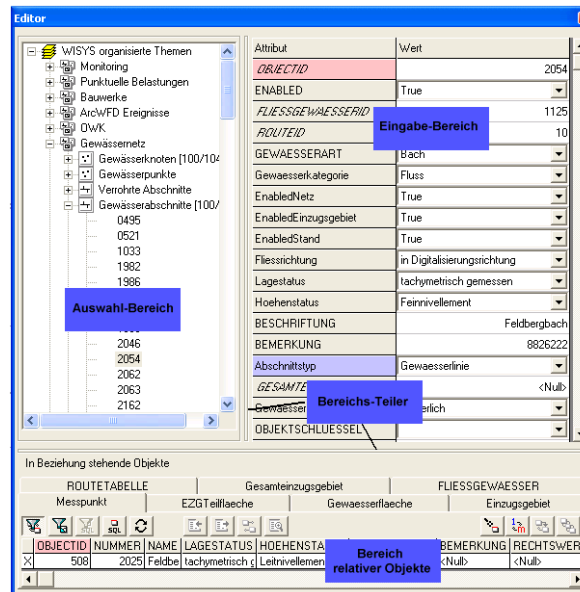 Editor
WISYS organisierte Themen
Monitoring
Punktuelle Belastungen
Bauwerke
ArcWFD Ereignisse
OWK
Gewässernetz
Gewässerknoten [100/104
Gewässerpunkte
Verrohrte Abschnitte
Gewässerabschnitte [100/
0495
0521
1033
1982
1986
Auswahl-Bereich
2046
2054
2062
2063
2162
Attribut Wert
OBJECTID 2054
ENABLED True
FLIESSGEWAESSERID 1125
Eingabe-Bereich
ROUTEID 10
GEWAESSERART Bach
Gewaesserkategorie Fluss
EnabledNetz True
EnabledEinzugsgebiet True
EnabledStand True
Fliessrichtung in Digitalisierungsrichtung
Lagestatus tachymetrisch gemessen
Hoehenstatus Feinnivellement
BESCHRIFTUNG Feldbergbach
BEMERKUNG 8826222
Abschnittstyp Gewaesserlinie
GESAMTE <Null>
Bereichs-Teiler
OBJEKTSCHLUESSEL
In Beziehung stehende Objekte
ROUTETABELLE Gesamteinzugsgebiet FLIESSGEWAESSER
Messpunkt EZGTeilflaeche Gewaesserflaeche Einzugsgebiet
SQL
OBJECTID NUMMER NAME LAGESTATUS HOEHENSTA BEMERKUNG RECHTSWER
X 508 2025 Feldbe tachymetrisch g Leitnivellemen <Null> <Null>
Bereich
relativer Objekte